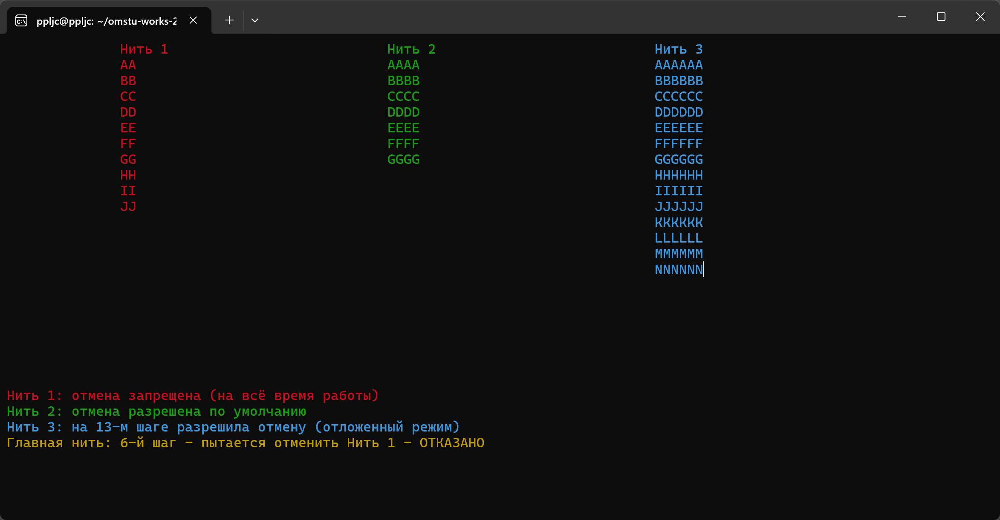 ppljc@ppljc: ~/omstu-works-2
Нить 1 Нить 2 Нить 3
AA AAAA AAAAAA
BB BBBB BBBBBB
CC CCCC CCCCCC
DD DDDD DDDDDD
EE EEEE EEEEEE
FF FFFF FFFFFF
GG GGGG GGGGGG
HH HHHHHH
II IIIIII
JJ JJJJJJ
KKKKKK
LLLLLL
MMMMMM
NNNNNN
Нить 1: отмена запрещена (на всё время работы)
Нить 2: отмена разрешена по умолчанию
Нить 3: на 13-м шаге разрешила отмену (отложенный режим)
Главная нить: 6-й шаг - пытается отменить Нить 1 - ОТКАЗАНО